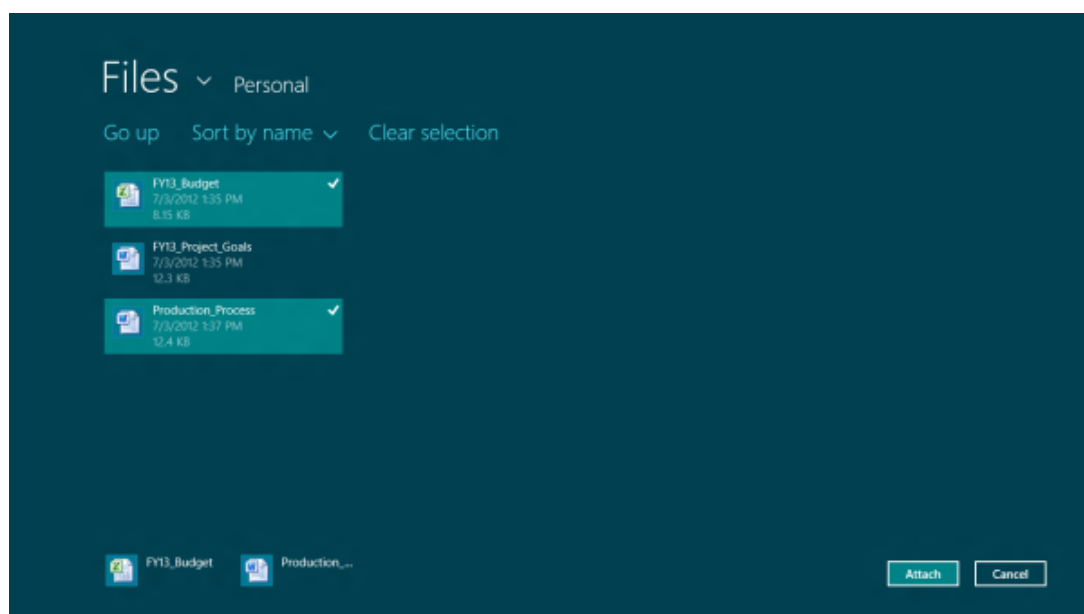 Files Personal
Go up Sort by name Clear selection
FY13_Budget
7/3/2012 1:35 PM
8.15 KB
FY13_Project_Goals
7/3/2012 1:35 PM
12.3 KB
Production_Process
7/3/2012 1:37 PM
12.4 KB
FY13_Budget Production_...
Attach Cancel